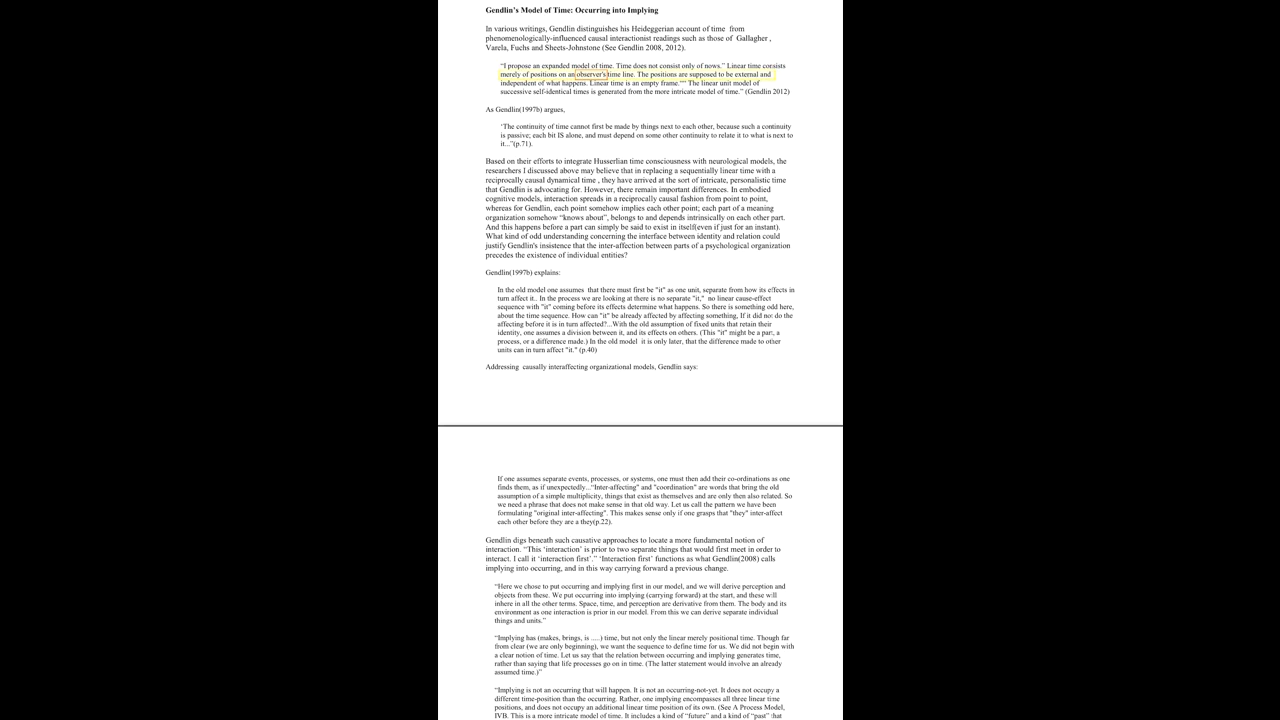 Gendlin's Model of Time: Occurring into Implying
In various writings, Gendlin distinguishes his Heideggerian account of time from
phenomenologically-influenced causal interactionist readings such as those of Gallagher ,
Varela, Fuchs and Sheets-Johnstone (See Gendlin 2008, 2012).
“I propose an expanded model of time. Time does not consist only of nows.” Linear time consists
merely of positions on an observer's time line. The positions are supposed to be external and
independent of what happens. Linear time is an empty frame.”“ The linear unit model of
successive self-identical times is generated from the more intricate model of time.” (Gendlin 2012)
As Gendlin(1997b) argues,
‘The continuity of time cannot first be made by things next to each other, because such a continuity
is passive; each bit IS alone, and must depend on some other continuity to relate it to what is next to
it...”(p.71).
Based on their efforts to integrate Husserlian time consciousness with neurological models, the
researchers I discussed above may believe that in replacing a sequentially linear time with a
reciprocally causal dynamical time , they have arrived at the sort of intricate, personalistic time
that Gendlin is advocating for. However, there remain important differences. In embodied
cognitive models, interaction spreads in a reciprocally causal fashion from point to point,
whereas for Gendlin, each point somehow implies each other point; each part of a meaning
organization somehow “knows about”, belongs to and depends intrinsically on each other part.
And this happens before a part can simply be said to exist in itself(even if just for an instant).
What kind of odd understanding concerning the interface between identity and relation could
justify Gendlin's insistence that the inter-affection between parts of a psychological organization
precedes the existence of individual entities?
Gendlin(1997b) explains:
In the old model one assumes that there must first be "it" as one unit, separate from how its effects in
turn affect it.. In the process we are looking at there is no separate "it," no linear cause-effect
sequence with "it" coming before its effects determine what happens. So there is something odd here,
about the time sequence. How can "it" be already affected by affecting something, If it did not do the
affecting before it is in turn affected?...With the old assumption of fixed units that retain their
identity, one assumes a division between it, and its effects on others. (This "it" might be a part, a
process, or a difference made.) In the old model it is only later, that the difference made to other
units can in turn affect "it." (p.40)
Addressing causally interaffecting organizational models, Gendlin says:
If one assumes separate events, processes, or systems, one must then add their co-ordinations as one
finds them, as if unexpectedly...“Inter-affecting" and "coordination" are words that bring the old
assumption of a simple multiplicity, things that exist as themselves and are only then also related. So
we need a phrase that does not make sense in that old way. Let us call the pattern we have been
formulating "original inter-affecting". This makes sense only if one grasps that "they" inter-affect
each other before they are a they(p.22).
Gendlin digs beneath such causative approaches to locate a more fundamental notion of
interaction. “This ‘interaction’ is prior to two separate things that would first meet in order to
interact. I call it ‘interaction first’.” ‘Interaction first’ functions as what Gendlin(2008) calls
implying into occurring, and in this way carrying forward a previous change.
“Here we chose to put occurring and implying first in our model, and we will derive perception and
objects from these. We put occurring into implying (carrying forward) at the start, and these will
inhere in all the other terms. Space, time, and perception are derivative from them. The body and its
environment as one interaction is prior in our model. From this we can derive separate individual
things and units.”
“Implying has (makes, brings, is .....) time, but not only the linear merely positional time. Though far
from clear (we are only beginning), we want the sequence to define time for us. We did not begin with
a clear notion of time. Let us say that the relation between occurring and implying generates time,
rather than saying that life processes go on in time. (The latter statement would involve an already
assumed time.)”
“Implying is not an occurring that will happen. It is not an occurring-not-yet. It does not occupy a
different time-position than the occurring. Rather, one implying encompasses all three linear time
positions, and does not occupy an additional linear time position of its own. (See A Process Model,
IVB. This is a more intricate model of time. It includes a kind of “future” and a kind of “past” that